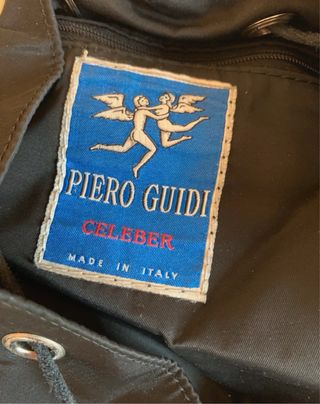 PIERO GUIDI
CELEBER
MADE IN ITALY